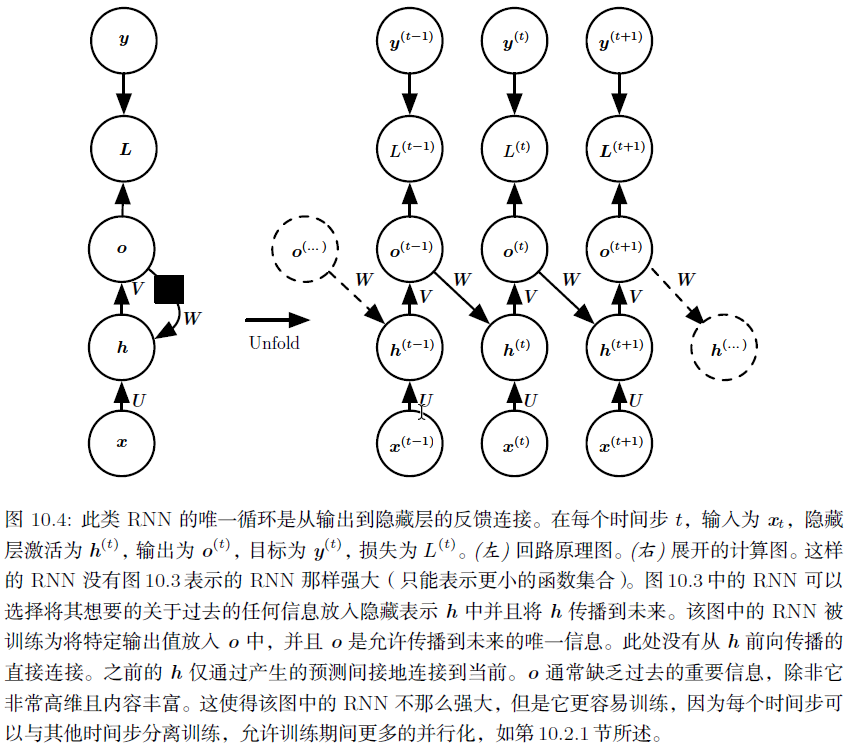 y y^(t−1) y^(t) y^(t+1)
L L^(t−1) L^(t) L^(t+1)
o o^(...) o^(t−1) o^(t) o^(t+1)
W W W W
V V V V
W
h h^(t−1) h^(t) h^(t+1) h^(...)
Unfold
U U U U
x x^(t−1) x^(t) x^(t+1)
图 10.4: 此类 RNN 的唯一循环是从输出到隐藏层的反馈连接。在每个时间步 t，输入为 x_t，隐藏
层激活为 h^(t)，输出为 o^(t)，目标为 y^(t)，损失为 L^(t)。(左) 回路原理图。(右) 展开的计算图。这样
的 RNN 没有图 10.3 表示的 RNN 那样强大（只能表示更小的函数集合）。图 10.3 中的 RNN 可以
选择将其想要的关于过去的任何信息放入隐藏表示 h 中并且将 h 传播到未来。该图中的 RNN 被
训练为将特定输出值放入 o 中，并且 o 是允许传播到未来的唯一信息。此处没有从 h 前向传播的
直接连接。之前的 h 仅通过产生的预测间接地连接到当前。o 通常缺乏过去的重要信息，除非它
非常高维且内容丰富。这使得该图中的 RNN 不那么强大，但是它更容易训练，因为每个时间步可
以与其他时间步分离训练，允许训练期间更多的并行化，如第 10.2.1 节所述。